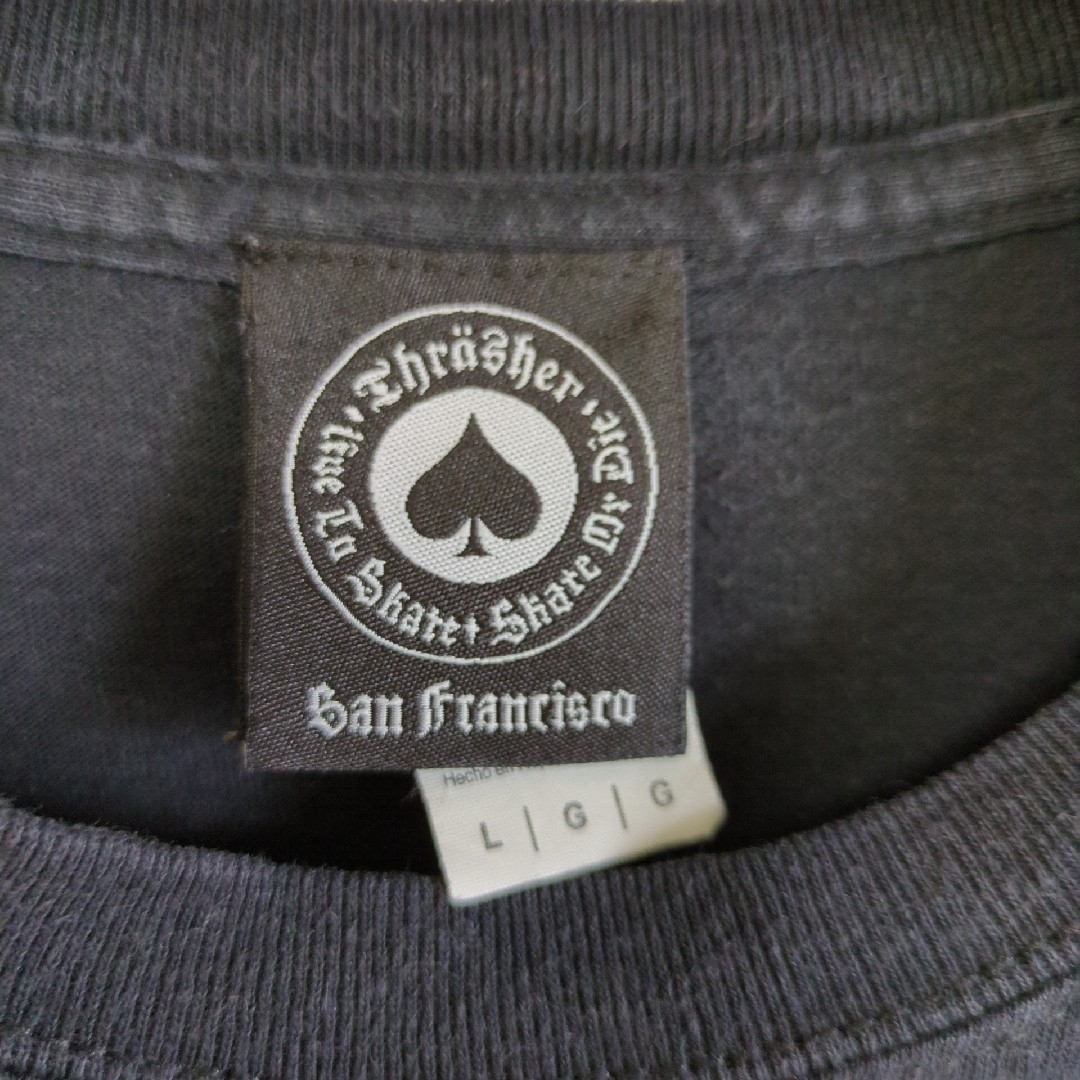 Thräsher
Live To Skate
Skate Or Die
San Francisco
Hecho en
L | G | G